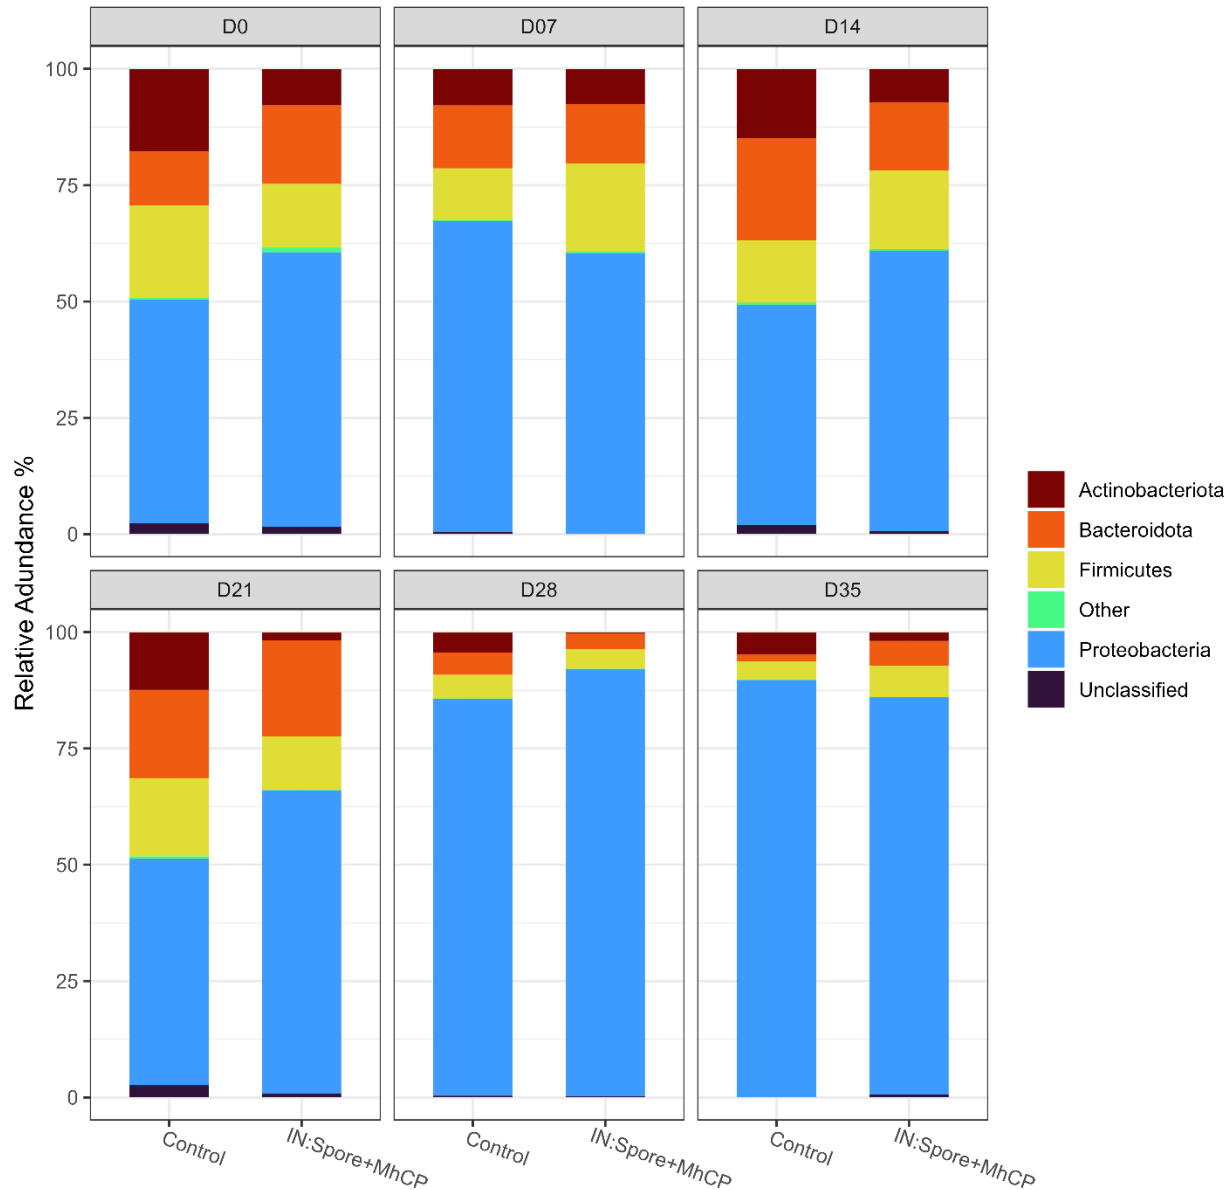 D0
D07
D14
100
75
50
25
0
D21
D28
D35
100
75
50
25
0
Relative Adundance %
Control
IN:Spore+MhCP
Control
IN:Spore+MhCP
Control
IN:Spore+MhCP
Actinobacteriota
Bacteroidota
Firmicutes
Other
Proteobacteria
Unclassified